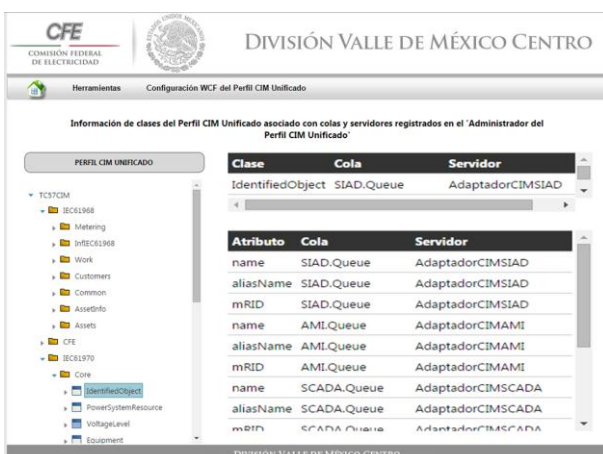 CFE
COMISIÓN FEDERAL
DE ELECTRICIDAD
DIVISIÓN VALLE DE MÉXICO CENTRO
Herramientas Configuración WCF del Perfil CIM Unificado
Información de clases del Perfil CIM Unificado asociado con colas y servidores registrados en el 'Administrador del
Perfil CIM Unificado'
PERFIL CIM UNIFICADO
TC57CIM
IEC61968
Metering
InfIEC61968
Work
Customers
Common
AssetInfo
Assets
CFE
IEC61970
Core
IdentifiedObject
PowerSystemResource
VoltageLevel
Equipment
Clase Cola Servidor
IdentifiedObject SIAD.Queue AdaptadorCIMSIAD
Atributo Cola Servidor
name SIAD.Queue AdaptadorCIMSIAD
aliasName SIAD.Queue AdaptadorCIMSIAD
mRID SIAD.Queue AdaptadorCIMSIAD
name AMI.Queue AdaptadorCIMAMI
aliasName AMI.Queue AdaptadorCIMAMI
mRID AMI.Queue AdaptadorCIMAMI
name SCADA.Queue AdaptadorCIMSCADA
aliasName SCADA.Queue AdaptadorCIMSCADA
mRID SCADA.Queue AdaptadorCIMSCADA
DIVISIÓN VALLE DE MÉXICO CENTRO